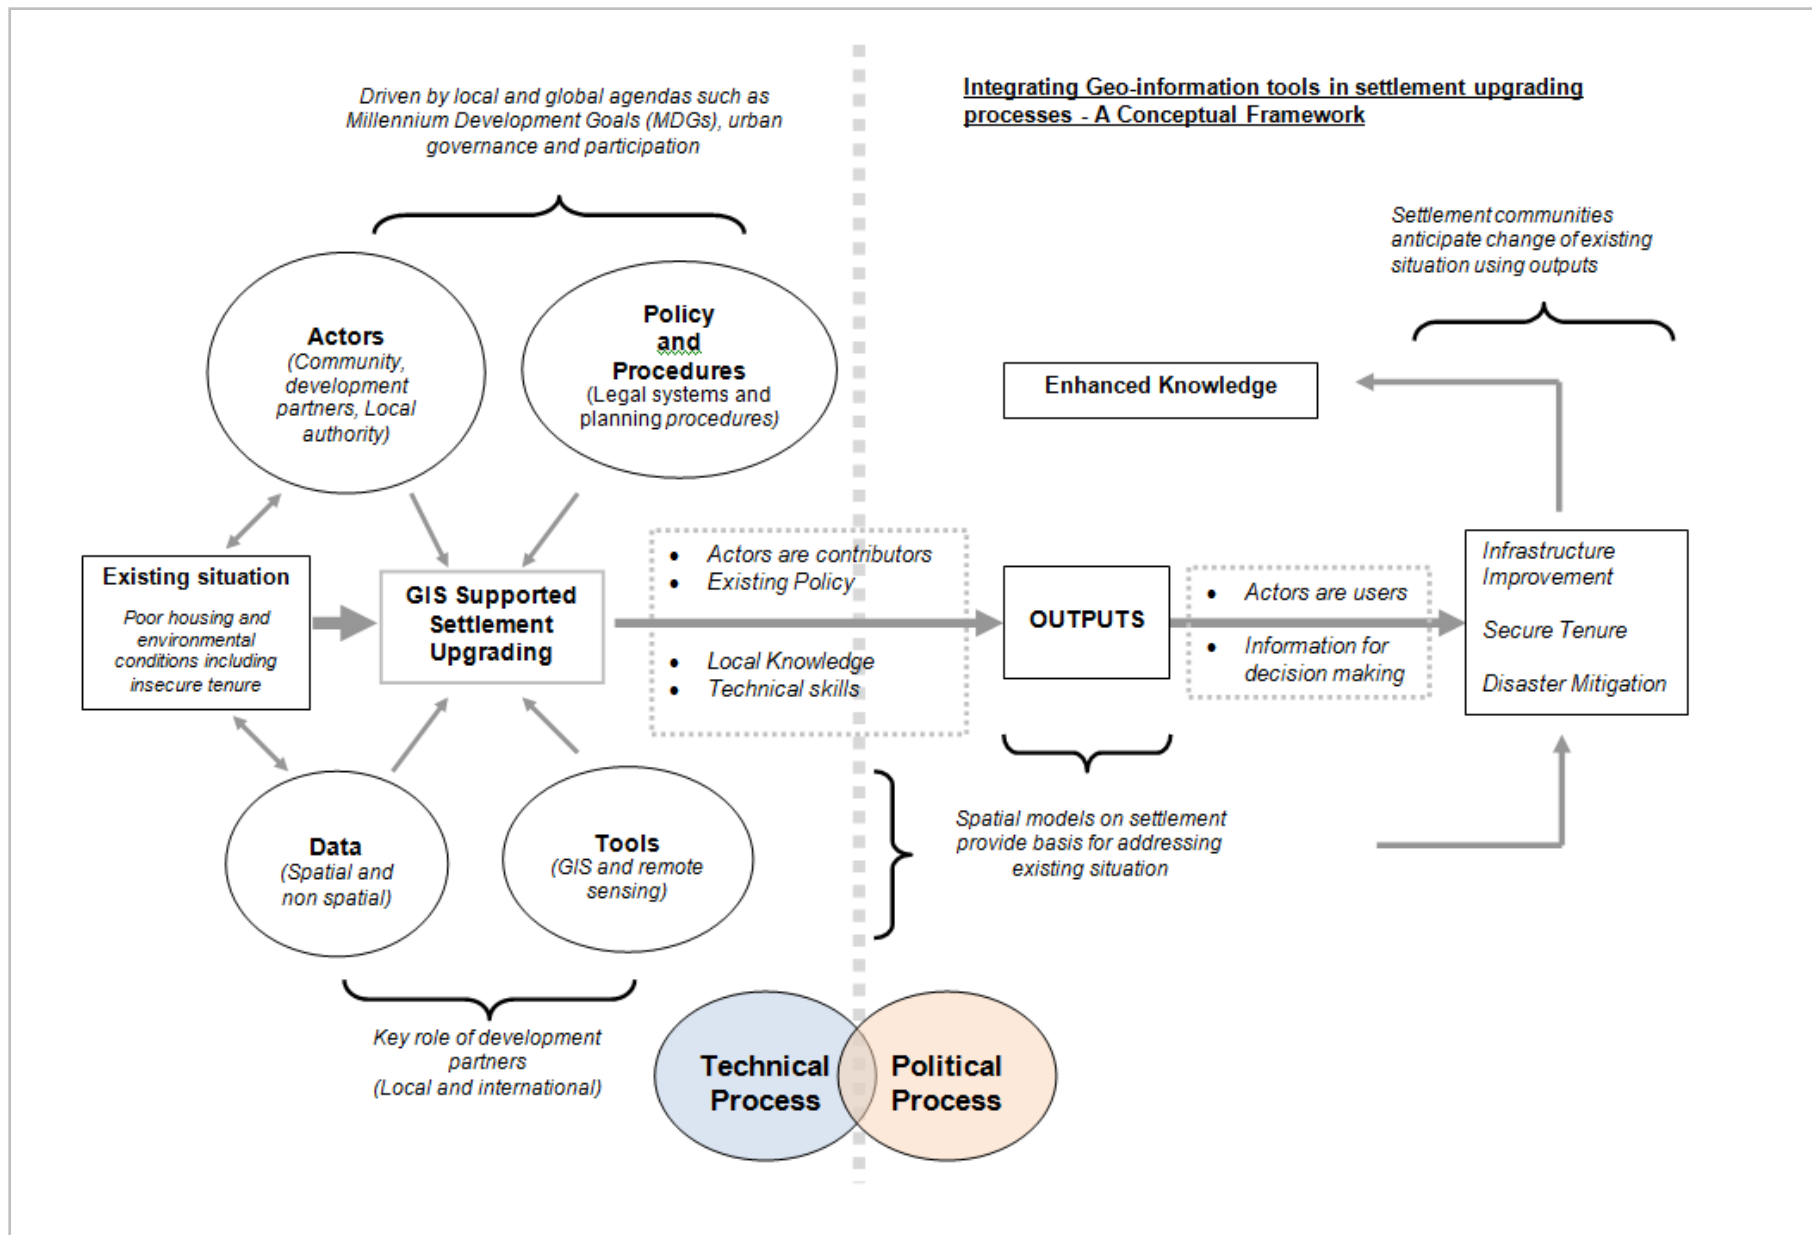 Integrating Geo-information tools in settlement upgrading
processes - A Conceptual Framework
Driven by local and global agendas such as
Millennium Development Goals (MDGs), urban
governance and participation
Actors
(Community,
development
partners, Local
authority)
Policy
and
Procedures
(Legal systems and
planning procedures)
Existing situation
Poor housing and
environmental
conditions including
insecure tenure
GIS Supported
Settlement
Upgrading
Data
(Spatial and
non spatial)
Tools
(GIS and remote
sensing)
Key role of development
partners
(Local and international)
• Actors are contributors
• Existing Policy
• Local Knowledge
• Technical skills
OUTPUTS
Spatial models on settlement
provide basis for addressing
existing situation
• Actors are users
• Information for
decision making
Infrastructure
Improvement
Secure Tenure
Disaster Mitigation
Settlement communities
anticipate change of existing
situation using outputs
Enhanced Knowledge
Technical
Process
Political
Process